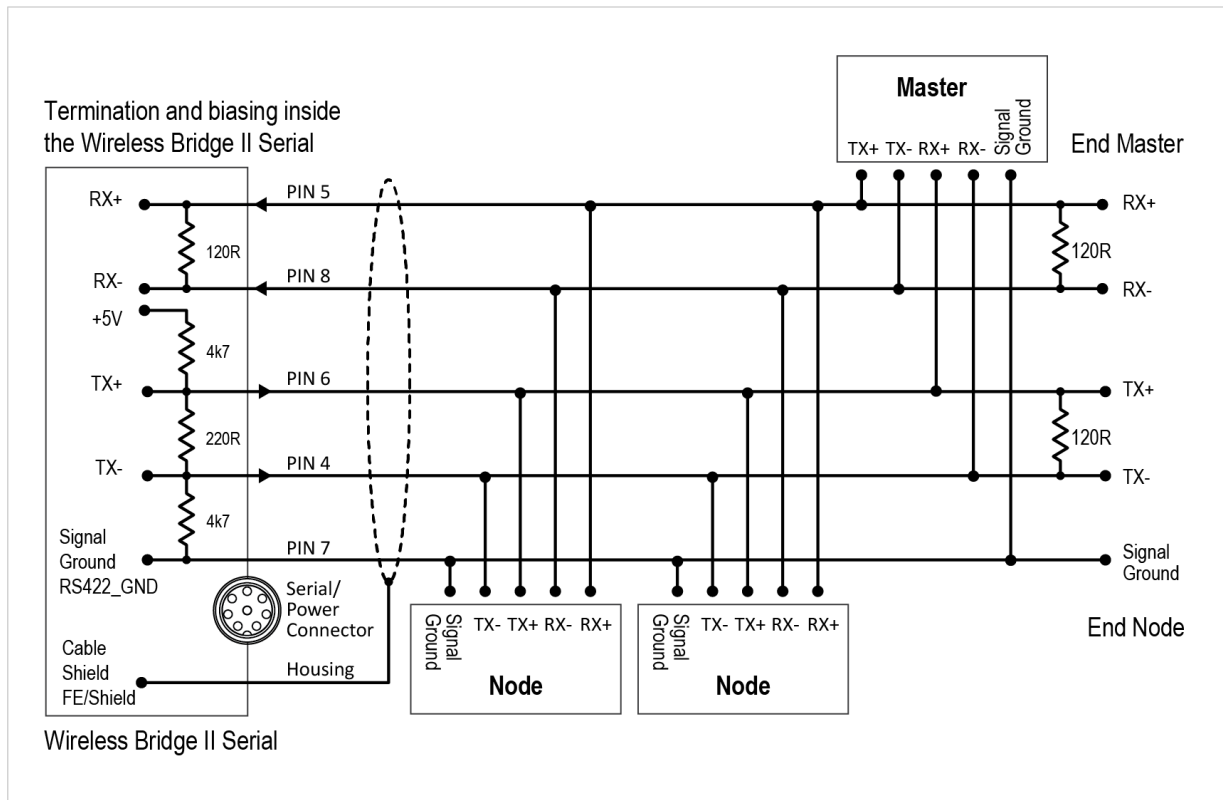 Master
TX+ TX- RX+ RX- Signal
Ground
End Master
Termination and biasing inside
the Wireless Bridge II Serial
RX+
PIN 5
RX+
120R
120R
RX-
PIN 8
RX-
+5V
4k7
TX+
PIN 6
TX+
220R
120R
TX-
PIN 4
TX-
4k7
Signal
Ground
RS422_GND
PIN 7
Signal
Ground
Serial/
Power
Connector
Signal
Ground
TX- TX+ RX- RX+
Node
Signal
Ground
TX- TX+ RX- RX+
Node
End Node
Cable
Shield
FE/Shield
Housing
Wireless Bridge II Serial